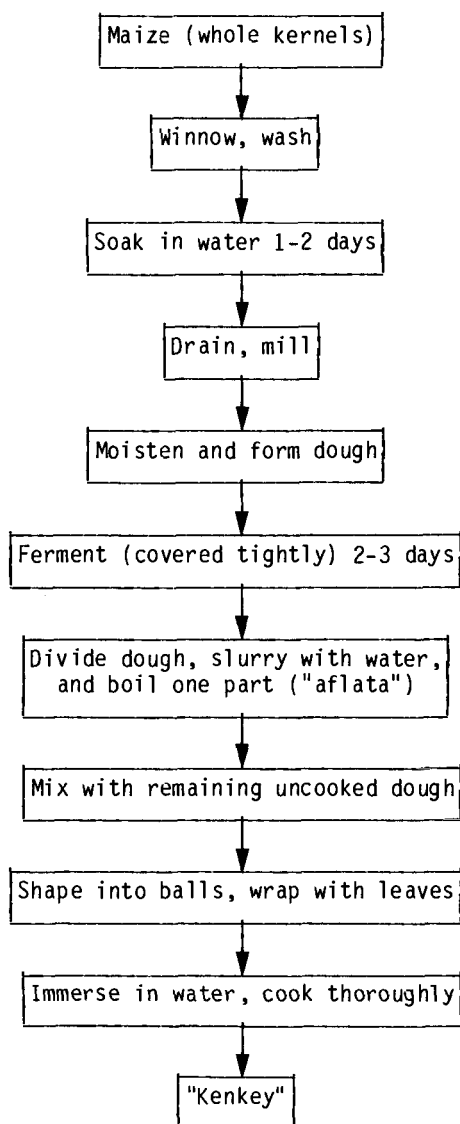 Maize (whole kernels)
Winnow, wash
Soak in water 1-2 days
Drain, mill
Moisten and form dough
Ferment (covered tightly) 2-3 days
Divide dough, slurry with water,
and boil one part ("aflata")
Mix with remaining uncooked dough
Shape into balls, wrap with leaves
Immerse in water, cook thoroughly
"Kenkey"